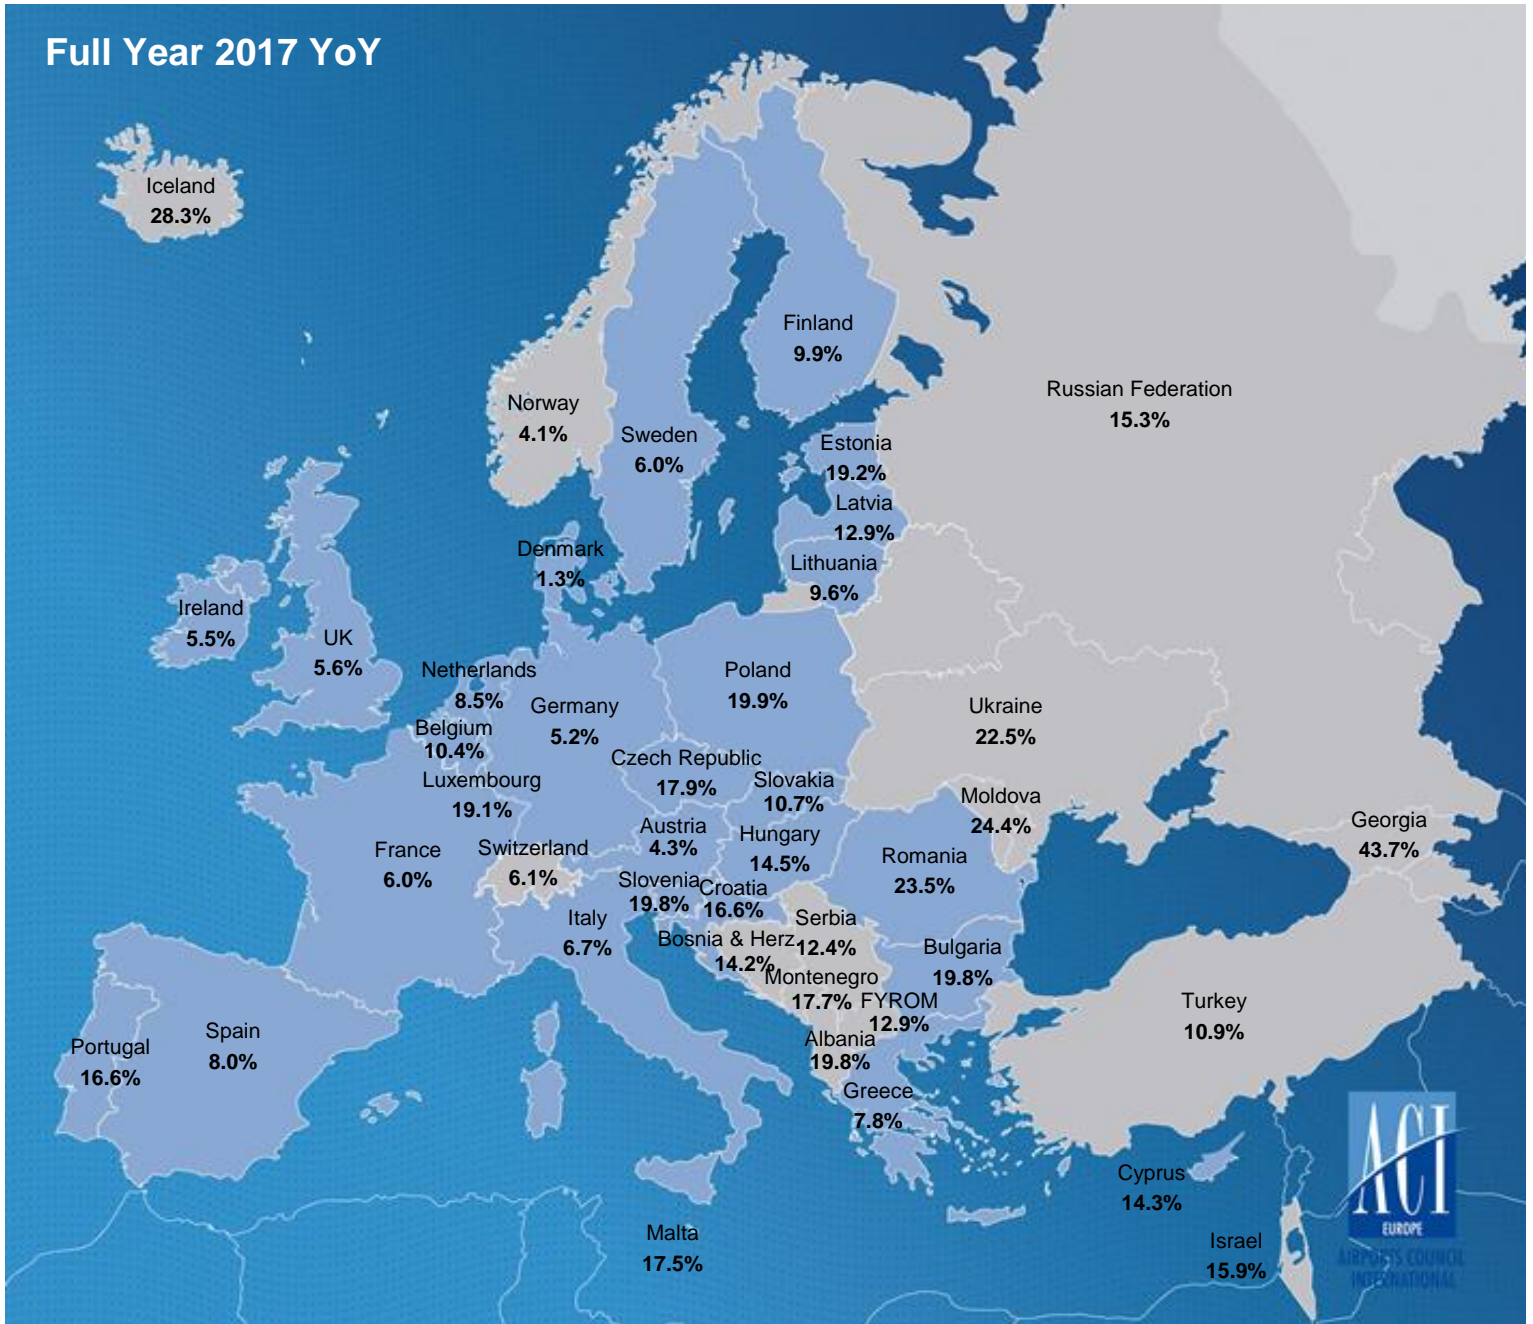 Full Year 2017 YoY
Iceland
28.3%
Finland
9.9%
Russian Federation
15.3%
Norway
4.1%
Sweden
6.0%
Estonia
19.2%
Latvia
12.9%
Denmark
1.3%
Lithuania
9.6%
Ireland
5.5%
UK
5.6%
Netherlands
8.5%
Poland
19.9%
Germany
5.2%
Ukraine
22.5%
Belgium
10.4%
Czech Republic
17.9%
Luxembourg
19.1%
Slovakia
10.7%
Moldova
24.4%
Georgia
43.7%
Austria
4.3%
Hungary
14.5%
France
6.0%
Switzerland
6.1%
Romania
23.5%
Slovenia
19.8%
Croatia
16.6%
Italy
6.7%
Serbia
12.4%
Bosnia & Herz
14.2%
Bulgaria
19.8%
Montenegro
17.7%
FYROM
12.9%
Turkey
10.9%
Spain
8.0%
Portugal
16.6%
Albania
19.8%
Greece
7.8%
Cyprus
14.3%
Malta
17.5%
Israel
15.9%
ACI
EUROPE
AIRPORTS COUNCIL
INTERNATIONAL